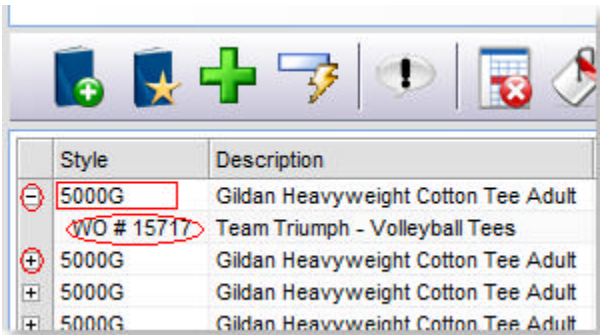 Style Description
5000G Gildan Heavyweight Cotton Tee Adult
WO # 15717 Team Triumph - Volleyball Tees
5000G Gildan Heavyweight Cotton Tee Adult
5000G Gildan Heavyweight Cotton Tee Adult
5000G Gildan Heavyweight Cotton Tee Adult